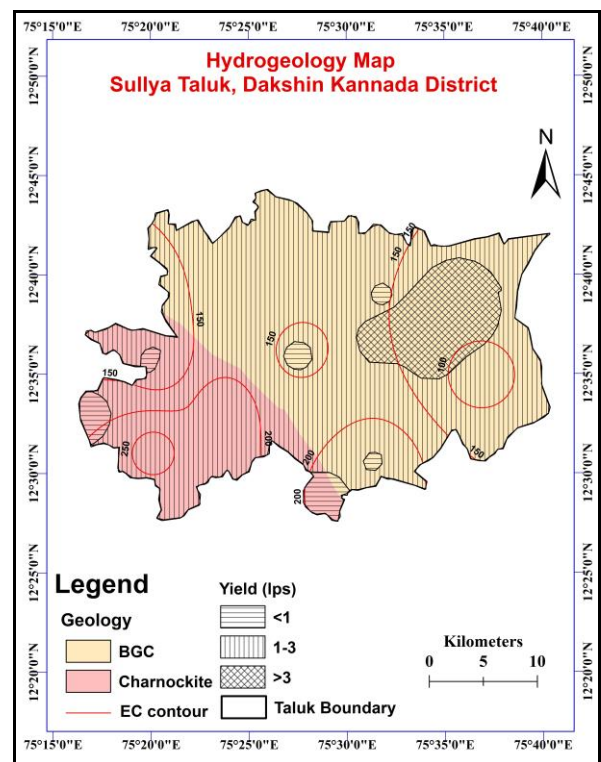 75°15'0"E 75°20'0"E 75°25'0"E 75°30'0"E 75°35'0"E 75°40'0"E
Hydrogeology Map
Sullya Taluk, Dakshin Kannada District
N
12°50'0"N 12°50'0"N
12°45'0"N 12°45'0"N
12°40'0"N 12°40'0"N
12°35'0"N 12°35'0"N
12°30'0"N 12°30'0"N
12°25'0"N 12°25'0"N
12°20'0"N 12°20'0"N
150
150
150
150
100
150
150
200
200
250
200
150
Legend
Geology
BGC
Charnockite
EC contour
Yield (lps)
<1
1-3
>3
Taluk Boundary
Kilometers
0 5 10
75°15'0"E 75°20'0"E 75°25'0"E 75°30'0"E 75°35'0"E 75°40'0"E